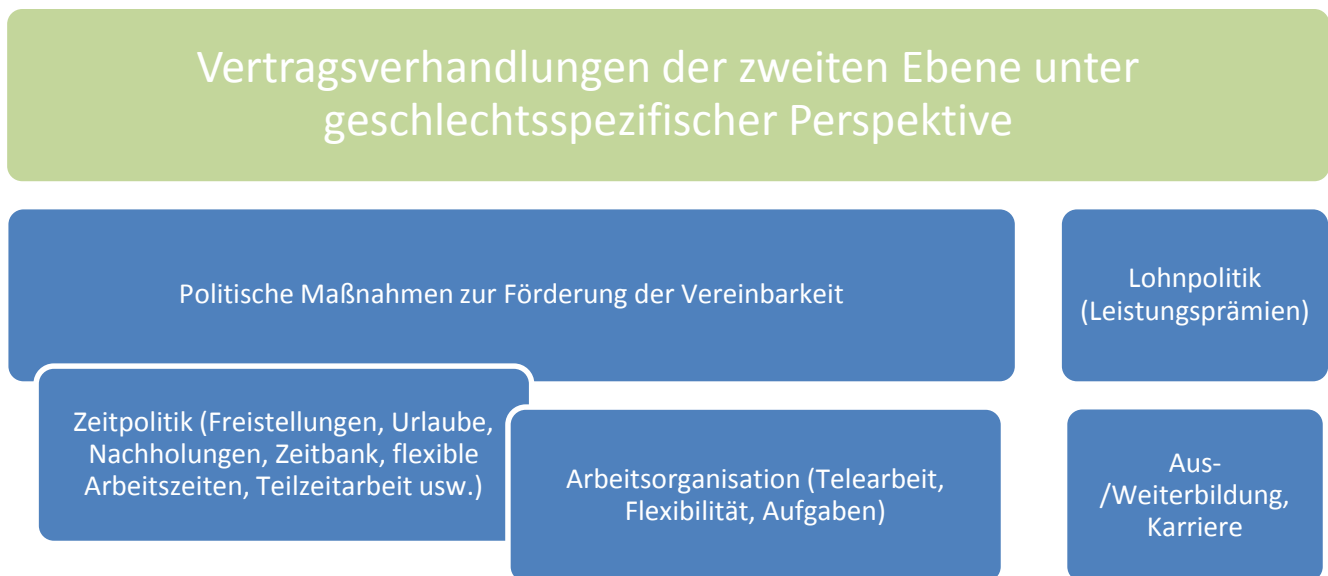 Vertragsverhandlungen der zweiten Ebene unter
geschlechtsspezifischer Perspektive
Politische Maßnahmen zur Förderung der Vereinbarkeit
Lohnpolitik
(Leistungsprämien)
Zeitpolitik (Freistellungen, Urlaube,
Nachholungen, Zeitbank, flexible
Arbeitszeiten, Teilzeitarbeit usw.)
Arbeitsorganisation (Telearbeit,
Flexibilität, Aufgaben)
Aus-
/Weiterbildung,
Karriere